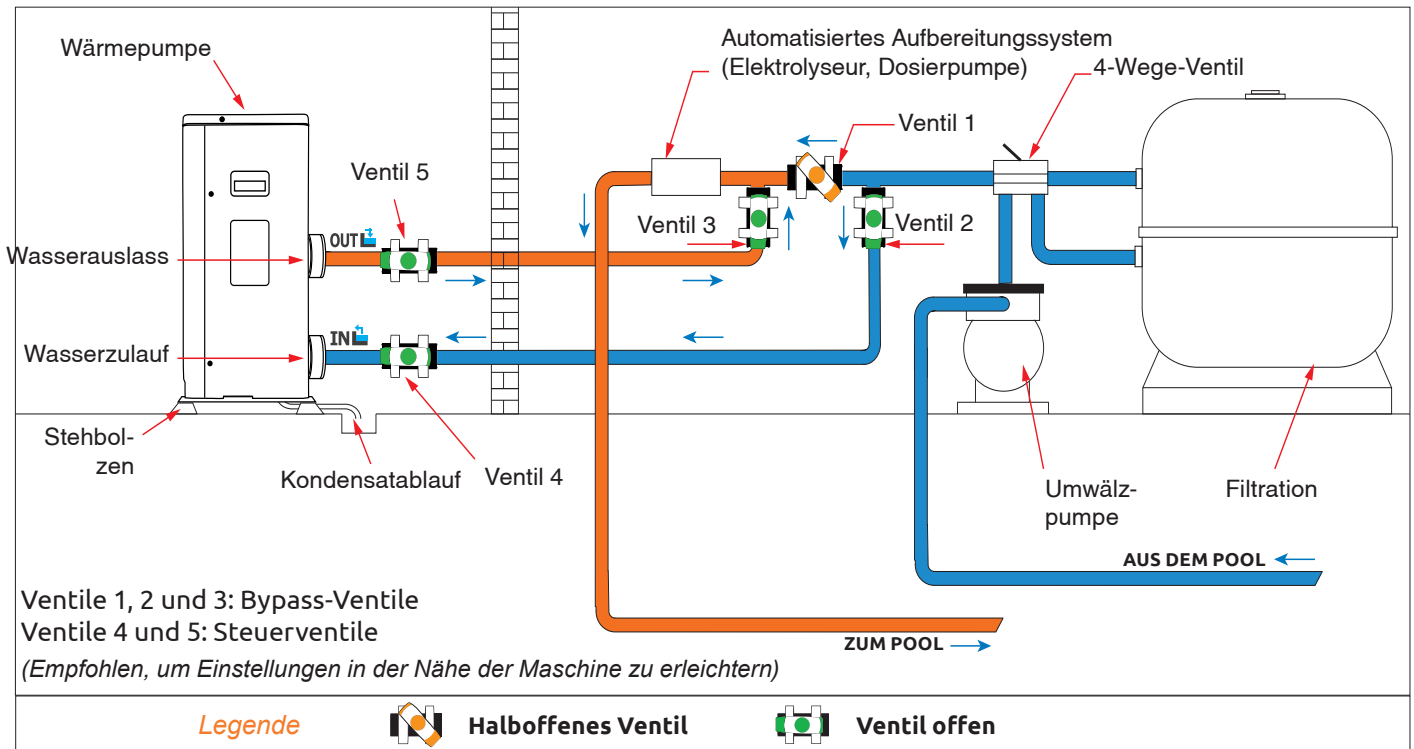 Wärmepumpe
Automatisiertes Aufbereitungssystem
(Elektrolyseur, Dosierpumpe)
4-Wege-Ventil
Ventil 1
Ventil 5
Ventil 3
Ventil 2
OUT
Wasserauslass
IN
Wasserzulauf
Stehbol-
zen
Kondensatablauf
Ventil 4
Umwälz-
pumpe
Filtration
AUS DEM POOL
Ventile 1, 2 und 3: Bypass-Ventile
Ventile 4 und 5: Steuerventile
ZUM POOL
(Empfohlen, um Einstellungen in der Nähe der Maschine zu erleichtern)
Legende
Halboffenes Ventil
Ventil offen